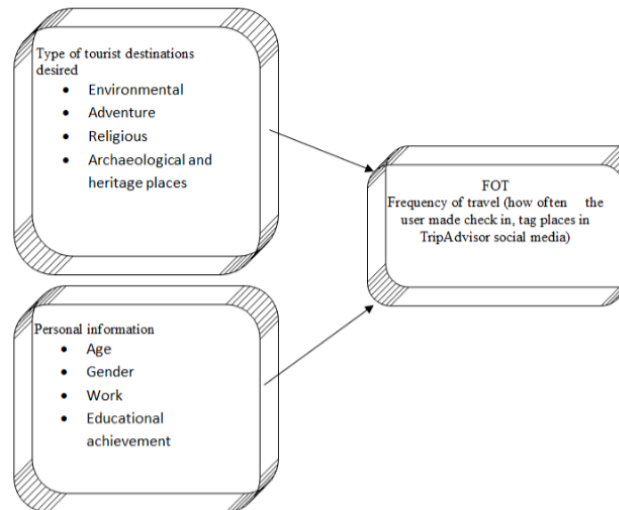 Type of tourist destinations
desired
• Environmental
• Adventure
• Religious
• Archaeological and
heritage places
FOT
Frequency of travel (how often the
user made check in, tag places in
TripAdvisor social media)
Personal information
• Age
• Gender
• Work
• Educational
achievement